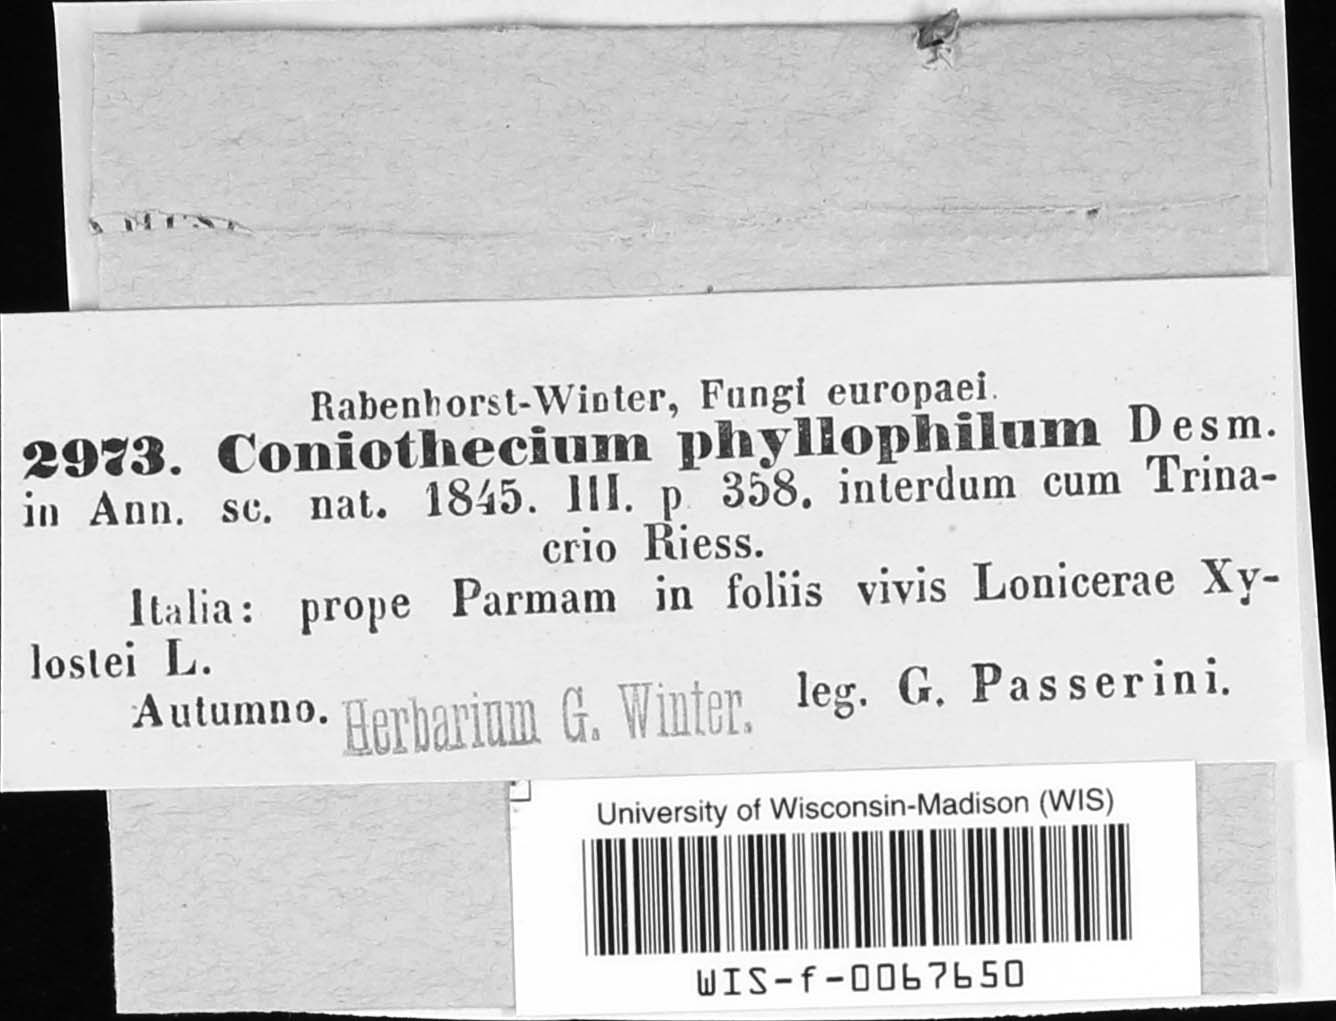 Rabenhorst-Winter, Fungi europaei.
2973. Coniothecium phyllophilum Desm.
in Ann. sc. nat. 1845. III. p. 358. interdum cum Trina-
crio Riess.
Italia: prope Parmam in foliis vivis Lonicerae Xy-
lostei L.
Autumno. Herbarium G. Winter. leg. G. Passerini.
University of Wisconsin-Madison (WIS)
WIS-f-0067650